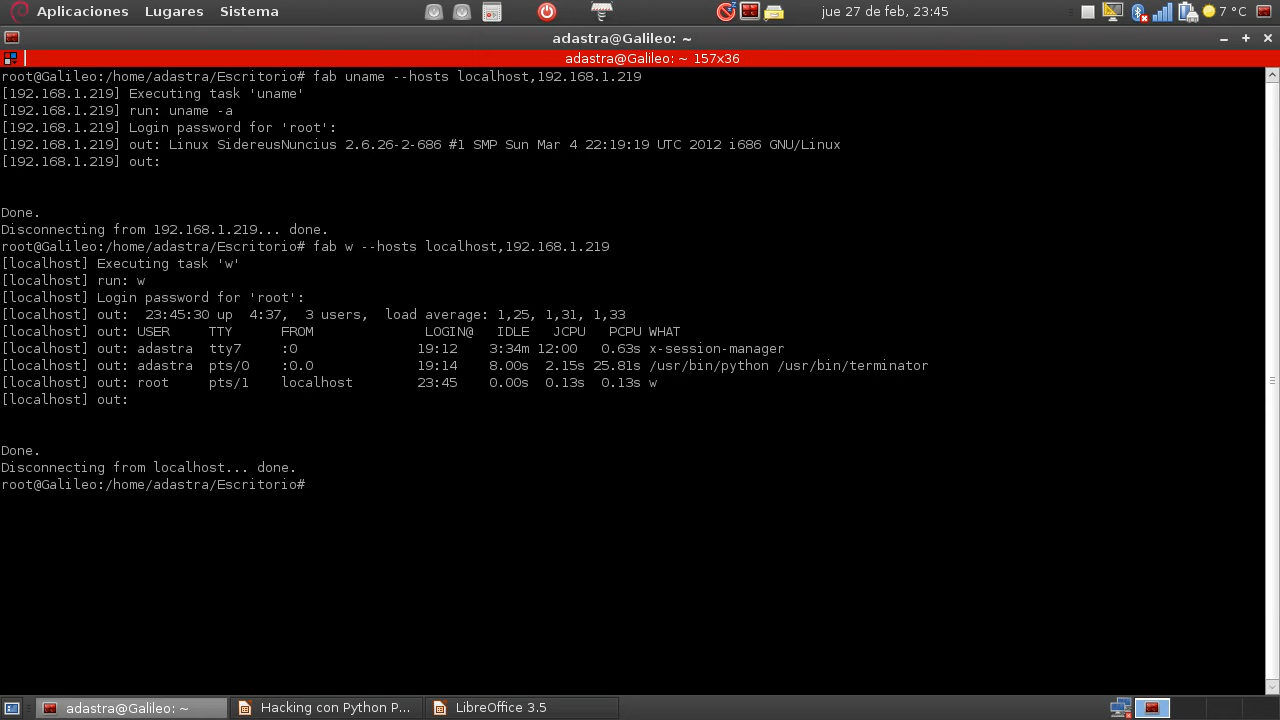 Aplicaciones Lugares Sistema jue 27 de feb, 23:45 7 °C
adastra@Galileo: ~
adastra@Galileo: ~ 157x36
root@Galileo:/home/adastra/Escritorio# fab uname --hosts localhost,192.168.1.219
[192.168.1.219] Executing task 'uname'
[192.168.1.219] run: uname -a
[192.168.1.219] Login password for 'root':
[192.168.1.219] out: Linux SidereusNuncius 2.6.26-2-686 #1 SMP Sun Mar 4 22:19:19 UTC 2012 i686 GNU/Linux
[192.168.1.219] out:
Done.
Disconnecting from 192.168.1.219... done.
root@Galileo:/home/adastra/Escritorio# fab w --hosts localhost,192.168.1.219
[localhost] Executing task 'w'
[localhost] run: w
[localhost] Login password for 'root':
[localhost] out:  23:45:30 up  4:37,  3 users,  load average: 1,25, 1,31, 1,33
[localhost] out: USER     TTY      FROM              LOGIN@   IDLE   JCPU   PCPU WHAT
[localhost] out: adastra  tty7     :0               19:12    3:34m 12:00   0.63s x-session-manager
[localhost] out: adastra  pts/0    :0.0             19:14    8.00s  2.15s 25.81s /usr/bin/python /usr/bin/terminator
[localhost] out: root     pts/1    localhost        23:45    0.00s  0.13s  0.13s w
[localhost] out:
Done.
Disconnecting from localhost... done.
root@Galileo:/home/adastra/Escritorio#
adastra@Galileo: ~ Hacking con Python P... LibreOffice 3.5